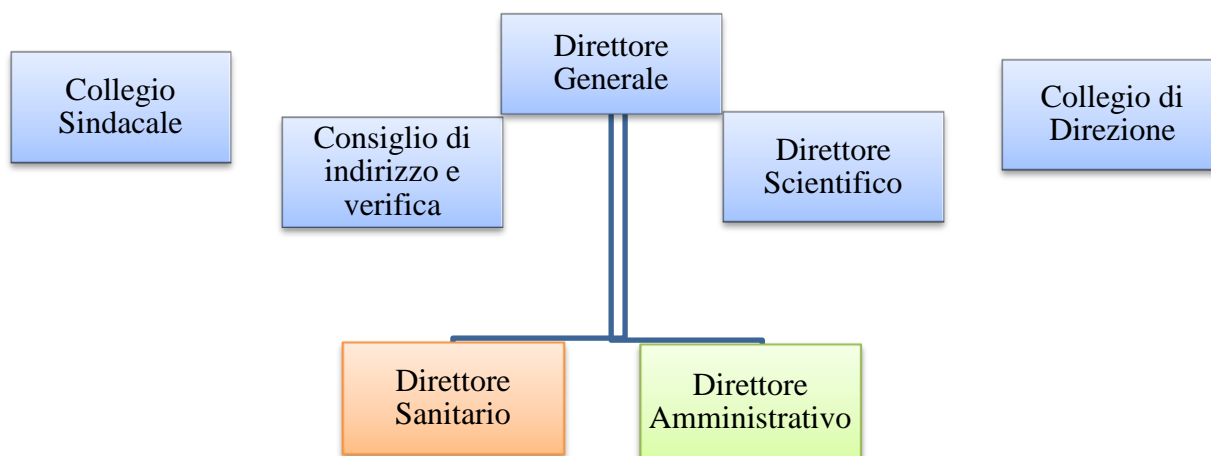 Direttore
Generale
Collegio
Sindacale
Collegio di
Direzione
Consiglio di
indirizzo e
verifica
Direttore
Scientifico
Direttore
Sanitario
Direttore
Amministrativo